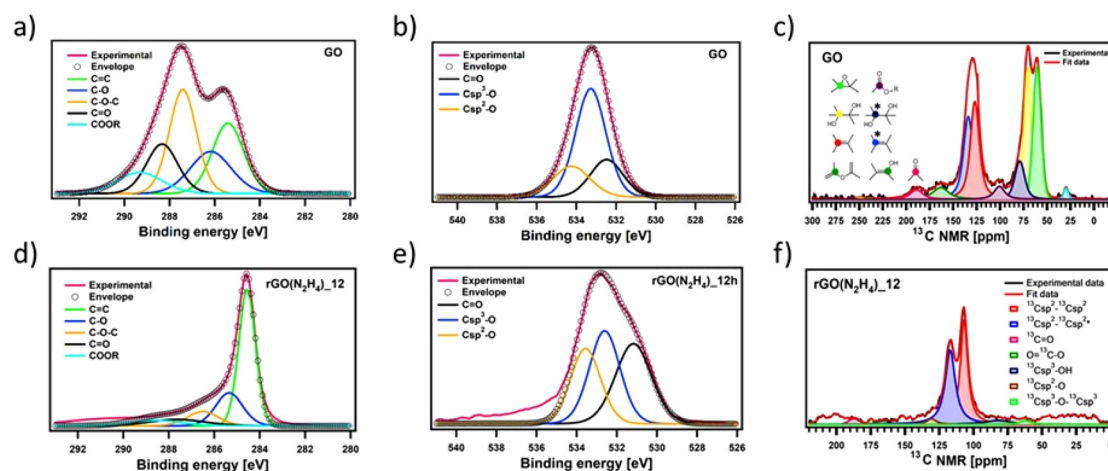 a)
GO
Experimental
Envelope
C=C
C-O
C-O-C
C=O
COOR
292 290 288 286 284 282 280
Binding energy [eV]
b)
GO
Experimental
Envelope
C=O
Csp³-O
Csp²-O
540 538 536 534 532 530 528 526
Binding energy [eV]
c)
GO
Experimental
Fit data
O
O
O-R
OH
HO
*
OH
HO
*
O
OH
O
300 275 250 225 200 175 150 125 100 75 50 25 0
¹³C NMR [ppm]
d)
rGO(N₂H₄)_12
Experimental
Envelope
C=C
C-O
C-O-C
C=O
COOR
292 290 288 286 284 282 280
Binding energy [eV]
e)
rGO(N₂H₄)_12h
Experimental
Envelope
C=O
Csp³-O
Csp²-O
540 538 536 534 532 530 528 526
Binding energy [eV]
f)
rGO(N₂H₄)_12
Experimental data
Fit data
¹³Csp²-¹³Csp²
¹³Csp²-¹³Csp²*
¹³C=O
O=¹³C-O
¹³Csp³-OH
¹³Csp²-O
¹³Csp³-O-¹³Csp³
200 175 150 125 100 75 50 25
¹³C NMR [ppm]